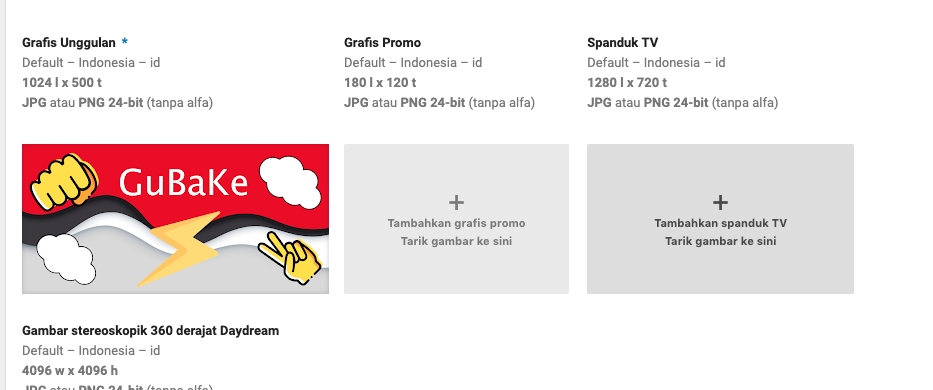 Grafis Unggulan *
Default – Indonesia – id
1024 l x 500 t
JPG atau PNG 24-bit (tanpa alfa)
Grafis Promo
Default – Indonesia – id
180 l x 120 t
JPG atau PNG 24-bit (tanpa alfa)
Spanduk TV
Default – Indonesia – id
1280 l x 720 t
JPG atau PNG 24-bit (tanpa alfa)
GuBaKe
+
Tambahkan grafis promo
Tarik gambar ke sini
+
Tambahkan spanduk TV
Tarik gambar ke sini
Gambar stereoskopik 360 derajat Daydream
Default – Indonesia – id
4096 w x 4096 h
JPG atau PNG 24-bit (tanpa alfa)